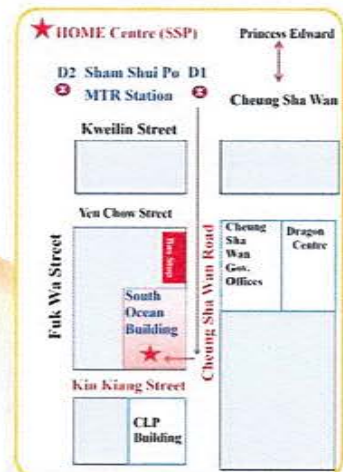 HOME Centre (SSP)
Princess Edward
D2 Sham Shui Po D1
MTR Station
Cheung Sha Wan
Kweilin Street
Yen Chow Street
Fuk Wa Street
Bus Stop
South
Ocean
Building
Cheung Sha Wan Road
Cheung
Sha
Wan
Gov.
Offices
Dragon
Centre
Kiu Kiang Street
CLP
Building